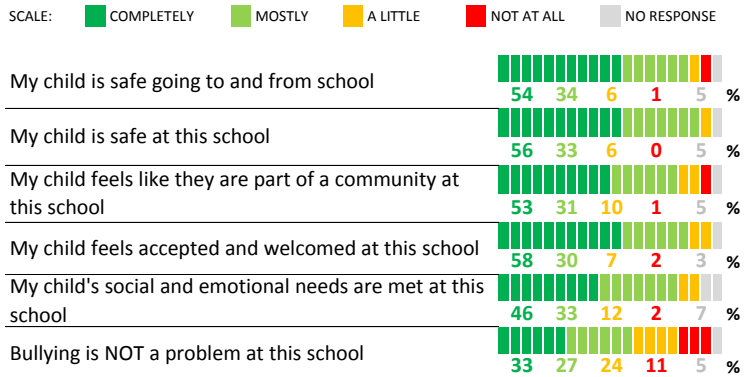 SCALE: COMPLETELY MOSTLY A LITTLE NOT AT ALL NO RESPONSE
My child is safe going to and from school
54 34 6 1 5 %
My child is safe at this school
56 33 6 0 5 %
My child feels like they are part of a community at
this school
53 31 10 1 5 %
My child feels accepted and welcomed at this school
58 30 7 2 3 %
My child's social and emotional needs are met at this
school
46 33 12 2 7 %
Bullying is NOT a problem at this school
33 27 24 11 5 %